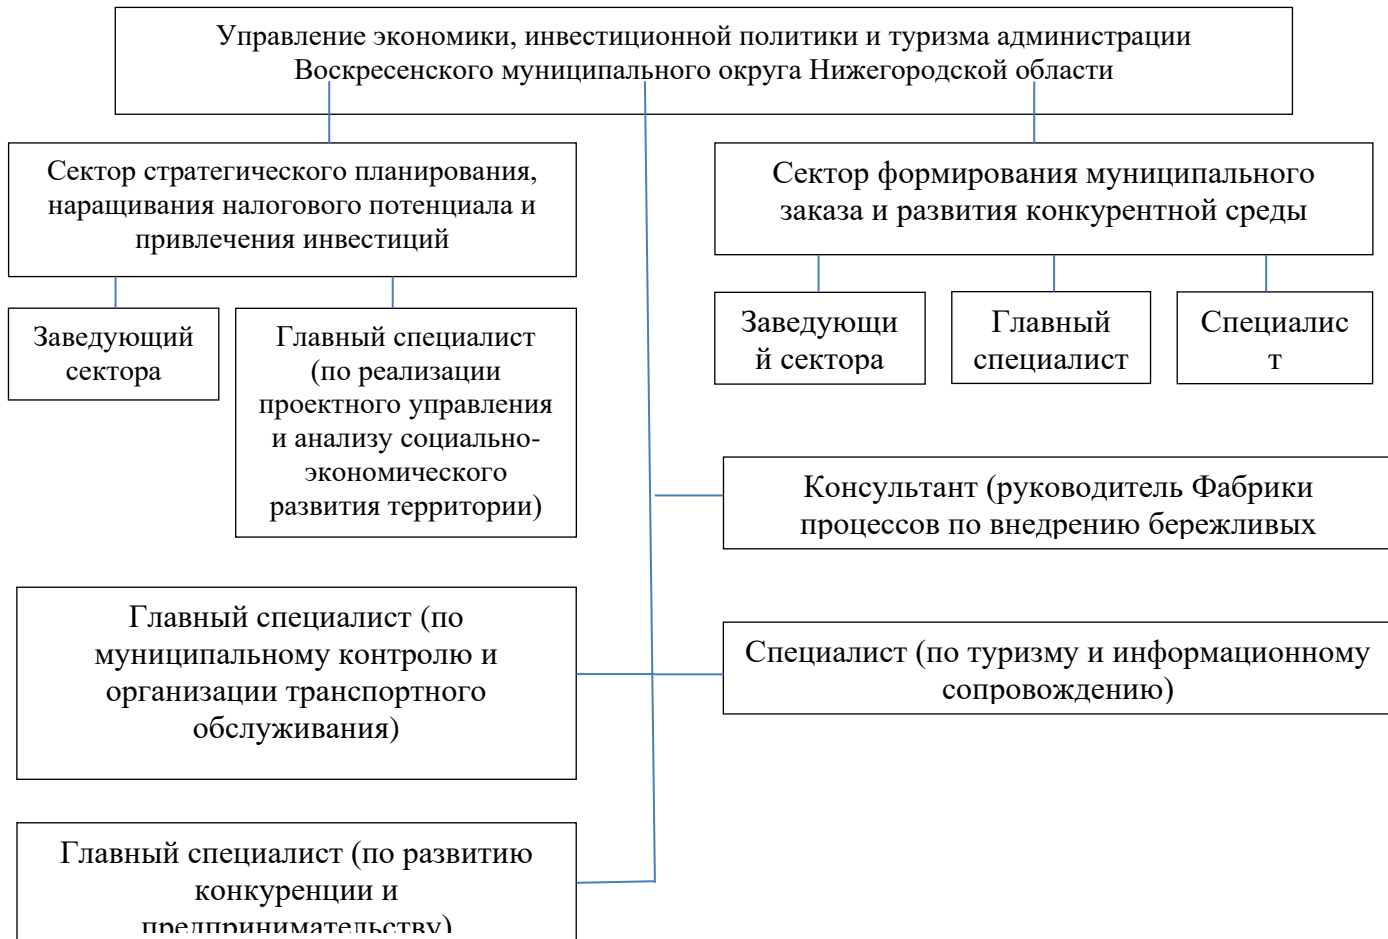 Управление экономики, инвестиционной политики и туризма администрации
Воскресенского муниципального округа Нижегородской области
Сектор стратегического планирования,
наращивания налогового потенциала и
привлечения инвестиций
Сектор формирования муниципального
заказа и развития конкурентной среды
Заведующий
сектора
Главный специалист
(по реализации
проектного управления
и анализу социально-
экономического
развития территории)
Заведующи
й сектора
Главный
специалист
Специалис
т
Консультант (руководитель Фабрики
процессов по внедрению бережливых
Главный специалист (по
муниципальному контролю и
организации транспортного
обслуживания)
Специалист (по туризму и информационному
сопровождению)
Главный специалист (по развитию
конкуренции и
предпринимательству)